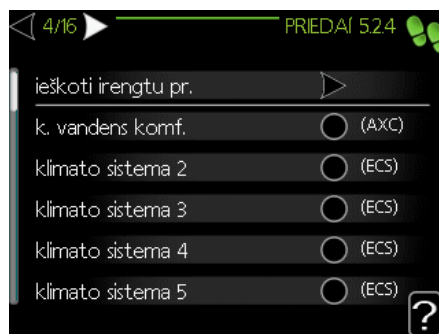 4/16 PRIEDAÍ 5.2.4
ieškoti irengtu pr.
k. vandens komf. (AXC)
klimato sistema 2 (ECS)
klimato sistema 3 (ECS)
klimato sistema 4 (ECS)
klimato sistema 5 (ECS)
?